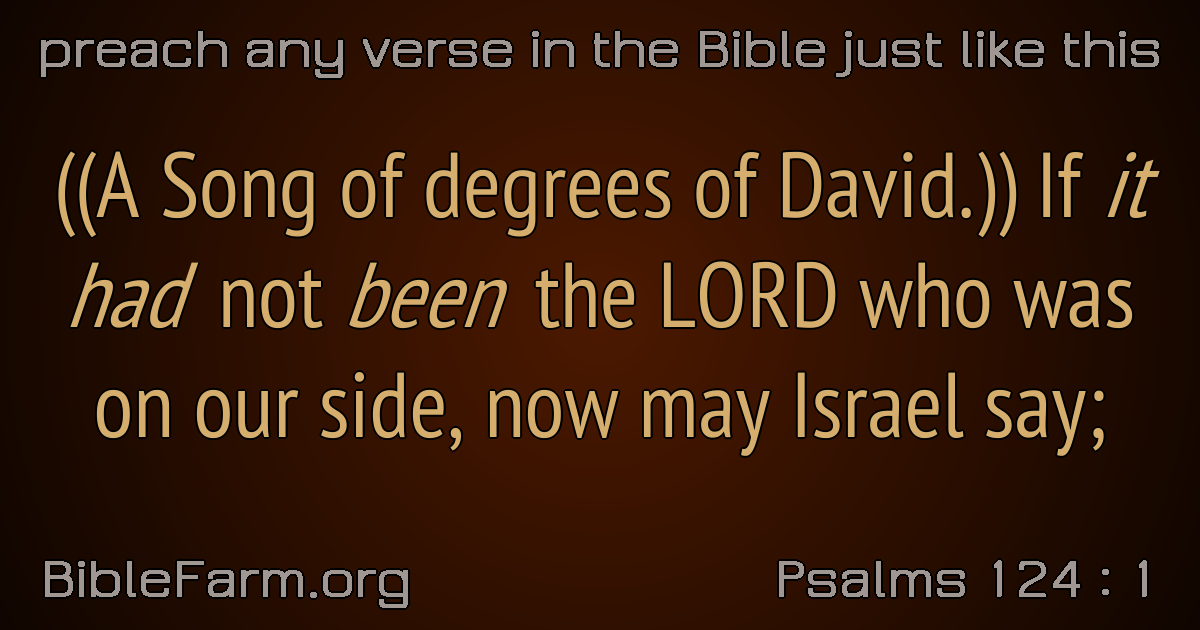 preach any verse in the Bible just like this
((A Song of degrees of David.)) If it
had not been the LORD who was
on our side, now may Israel say;
BibleFarm.org
Psalms 124 : 1